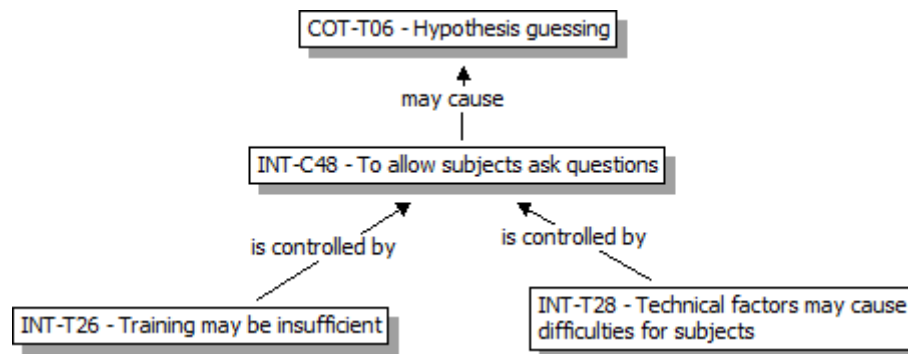 COT-T06 - Hypothesis guessing
may cause
INT-C48 - To allow subjects ask questions
is controlled by
is controlled by
INT-T26 - Training may be insufficient
INT-T28 - Technical factors may cause
difficulties for subjects